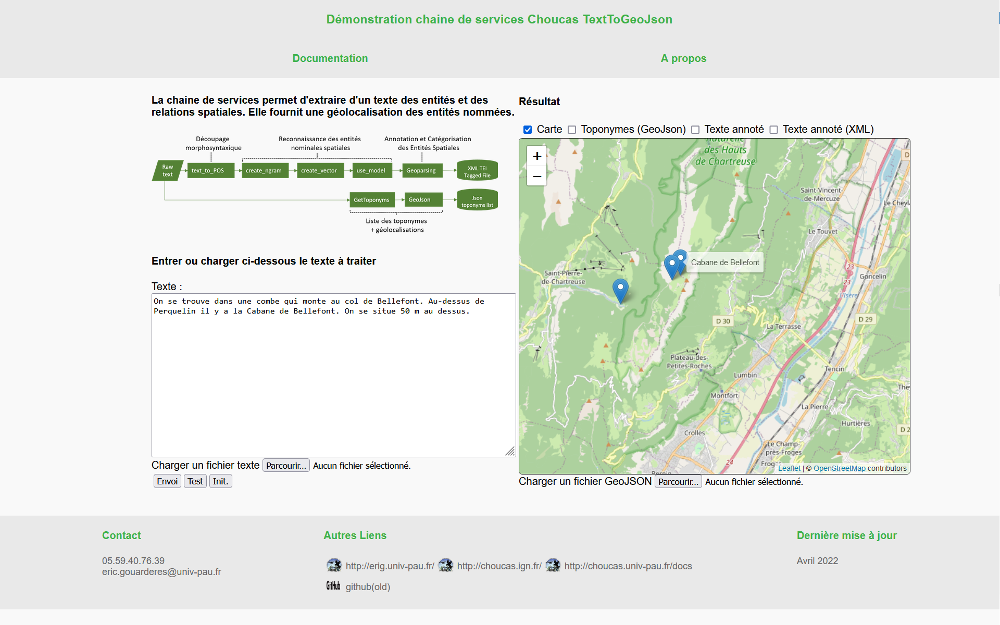 Démonstration chaine de services Choucas TextToGeoJson
Documentation
A propos
La chaine de services permet d'extraire d'un texte des entités et des
relations spatiales. Elle fournit une géolocalisation des entités nommées.
Découpage
morphosyntaxique
Reconnaissance des entités
nominales spatiales
Annotation et Catégorisation
des Entités Spatiales
Raw
text
text_to_POS
create_ngram
create_vector
use_model
Geoparsing
XML TEI
Tagged File
GetToponyms
GeoJson
Json
toponyms list
Liste des toponymes
+ géolocalisations
Entrer ou charger ci-dessous le texte à traiter
Texte :
On se trouve dans une combe qui monte au col de Bellefont. Au-dessus de
Perquelin il y a la Cabane de Bellefont. On se situe 50 m au dessus.
Charger un fichier texte Parcourir... Aucun fichier sélectionné.
Envoi Test Init.
Résultat
Carte Toponymes (GeoJson) Texte annoté Texte annoté (XML)
+
−
naturelle
des Hauts
de Chartreuse
D
Saint-Vincent-
de-Mercuze
Le Cheyl
Le Touvet
Cabane de Bellefont
Saint-Pierre-
de-Chartreuse
23
Goncelin
23
L'Isère
D 30
D 29
La Terrasse
Plateau-des-
Petites-Roches
Lumbin
Tencin
Montfort
The
La Pierre
Hurtières
Crolles
D 2
Le Champ-
près-Froges
24
Froges
Bernin
Leaflet | © OpenStreetMap contributors
Charger un fichier GeoJSON Parcourir... Aucun fichier sélectionné.
Contact
05.59.40.76.39
eric.gouarderes@univ-pau.fr
Autres Liens
http://erig.univ-pau.fr/ http://choucas.ign.fr/ http://choucas.univ-pau.fr/docs
GitHub github(old)
Dernière mise à jour
Avril 2022